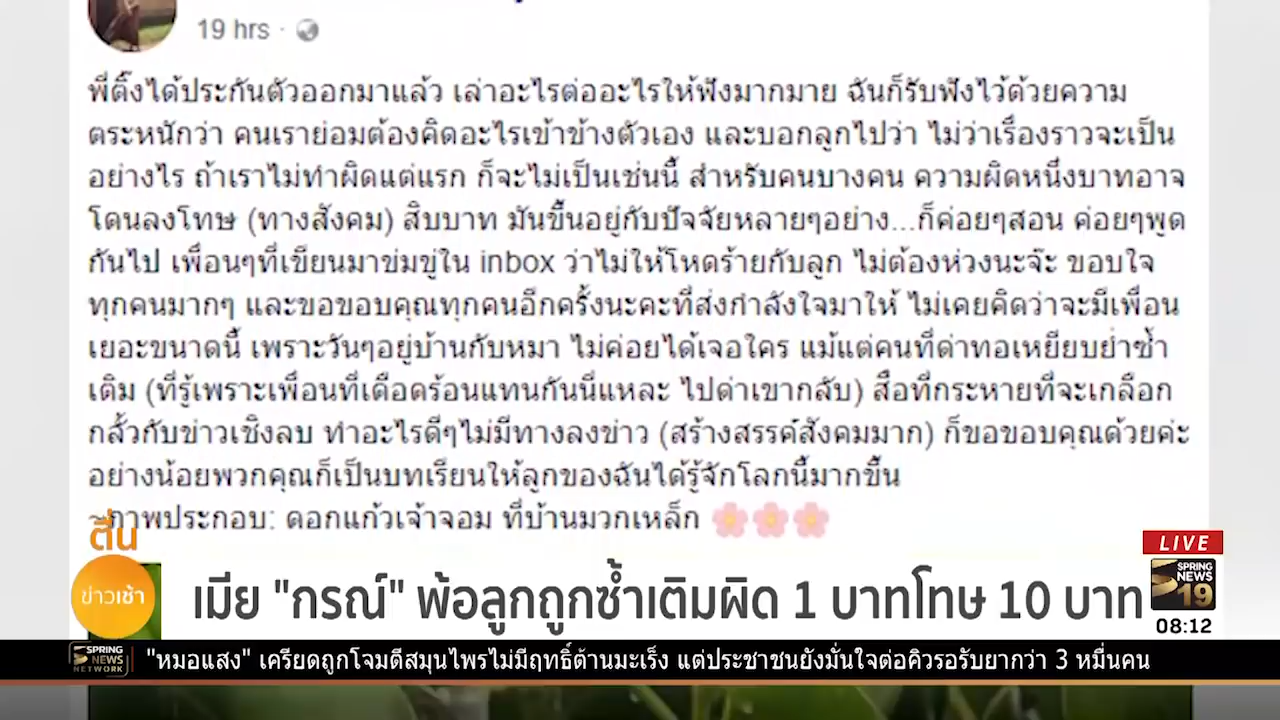 19 hrs ·
พี่ติ๊งได้ประกันตัวออกมาแล้ว เล่าอะไรต่ออะไรให้ฟังมากมาย ฉันก็รับฟังไว้ด้วยความ
ตระหนักว่า คนเราย่อมต้องคิดอะไรเข้าข้างตัวเอง และบอกลูกไปว่า ไม่ว่าเรื่องราวจะเป็น
อย่างไร ถ้าเราไม่ทำผิดแต่แรก ก็จะไม่เป็นเช่นนี้ สำหรับคนบางคน ความผิดหนึ่งบาทอาจ
โดนลงโทษ (ทางสังคม) สิบบาท มันขึ้นอยู่กับปัจจัยหลายๆอย่าง...ก็ค่อยๆสอน ค่อยๆพูด
กันไป เพื่อนๆที่เขียนมาข่มขู่ใน inbox ว่าไม่ให้โหดร้ายกับลูก ไม่ต้องห่วงนะจ๊ะ ขอบใจ
ทุกคนมากๆ และขอขอบคุณทุกคนอีกครั้งนะคะที่ส่งกำลังใจมาให้ ไม่เคยคิดว่าจะมีเพื่อน
เยอะขนาดนี้ เพราะวันๆอยู่บ้านกับหมา ไม่ค่อยได้เจอใคร แม้แต่คนที่ด่าทอเหยียบย่ำซ้ำ
เติม (ที่รู้เพราะเพื่อนที่เดือดร้อนแทนกันนี่แหละ ไปด่าเขากลับ) สื่อที่กระหายที่จะเกลือก
กลั้วกับข่าวเชิงลบ ทำอะไรดีๆไม่มีทางลงข่าว (สร้างสรรค์สังคมมาก) ก็ขอขอบคุณด้วยค่ะ
อย่างน้อยพวกคุณก็เป็นบทเรียนให้ลูกของฉันได้รู้จักโลกนี้มากขึ้น
~ภาพประกอบ: ดอกแก้วเจ้าจอม ที่บ้านมวกเหล็ก 🌸🌸🌸
ตื่น
ข่าวเช้า
เมีย "กรณ์" พ้อลูกถูกซ้ำเติมผิด 1 บาทโทษ 10 บาท
LIVE
SPRING NEWS 19
08:12
SPRING NEWS NETWORK
"หมอแสง" เครียดถูกโจมตีสมุนไพรไม่มีฤทธิ์ต้านมะเร็ง แต่ประชาชนยังมั่นใจต่อคิวรอรับยากว่า 3 หมื่นคน